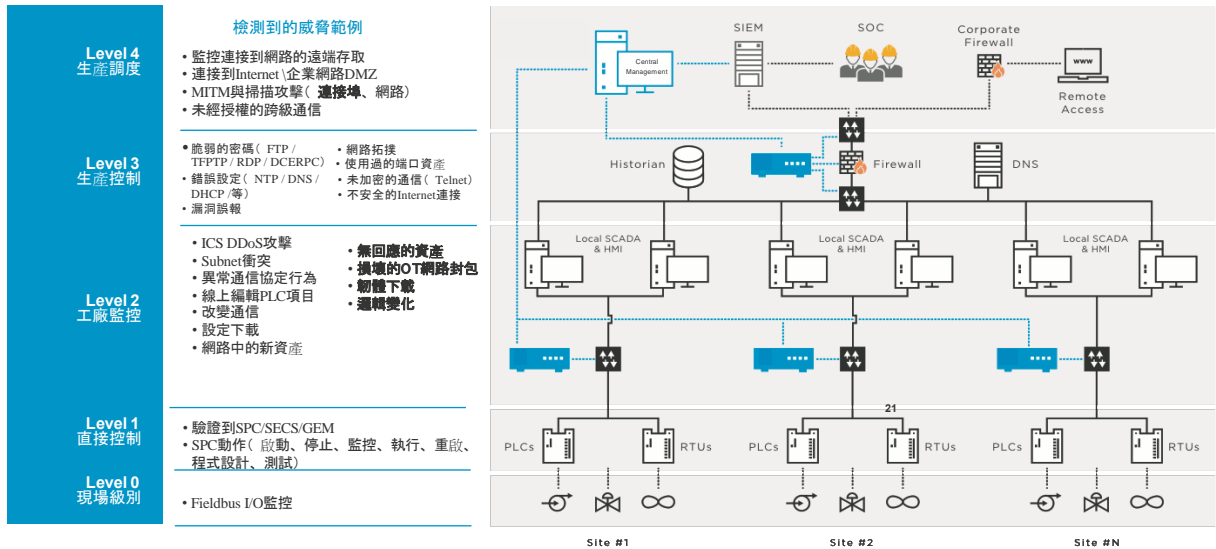 檢測到的威脅範例
Level 4
生產調度
• 監控連接到網路的遠端存取
• 連接到Internet \企業網路DMZ
• MITM與掃描攻擊( 連接埠、網路)
• 未經授權的跨級通信
Level 3
生產控制
• 脆弱的密碼( FTP /
TFPTP / RDP / DCERPC)
• 錯誤設定( NTP / DNS /
DHCP /等)
• 漏洞誤報
• 網路拓撲
• 使用過的端口資產
• 未加密的通信( Telnet)
• 不安全的Internet連接
Level 2
工廠監控
• ICS DDoS攻擊
• Subnet衝突
• 異常通信協定行為
• 線上編輯PLC項目
• 改變通信
• 設定下載
• 網路中的新資產
• 無回應的資產
• 損壞的OT網路封包
• 韌體下載
• 邏輯變化
Level 1
直接控制
• 驗證到SPC/SECS/GEM
• SPC動作( 啟動、停止、監控、執行、重啟、
程式設計、測試)
Level 0
現場級別
• Fieldbus I/O監控
Central
Management
SIEM
SOC
Corporate
Firewall
www
Remote
Access
Historian
Firewall
DNS
Local SCADA
& HMI
Local SCADA
& HMI
Local SCADA
& HMI
21
PLCs
RTUs
PLCs
RTUs
PLCs
RTUs
Site #1
Site #2
Site #N